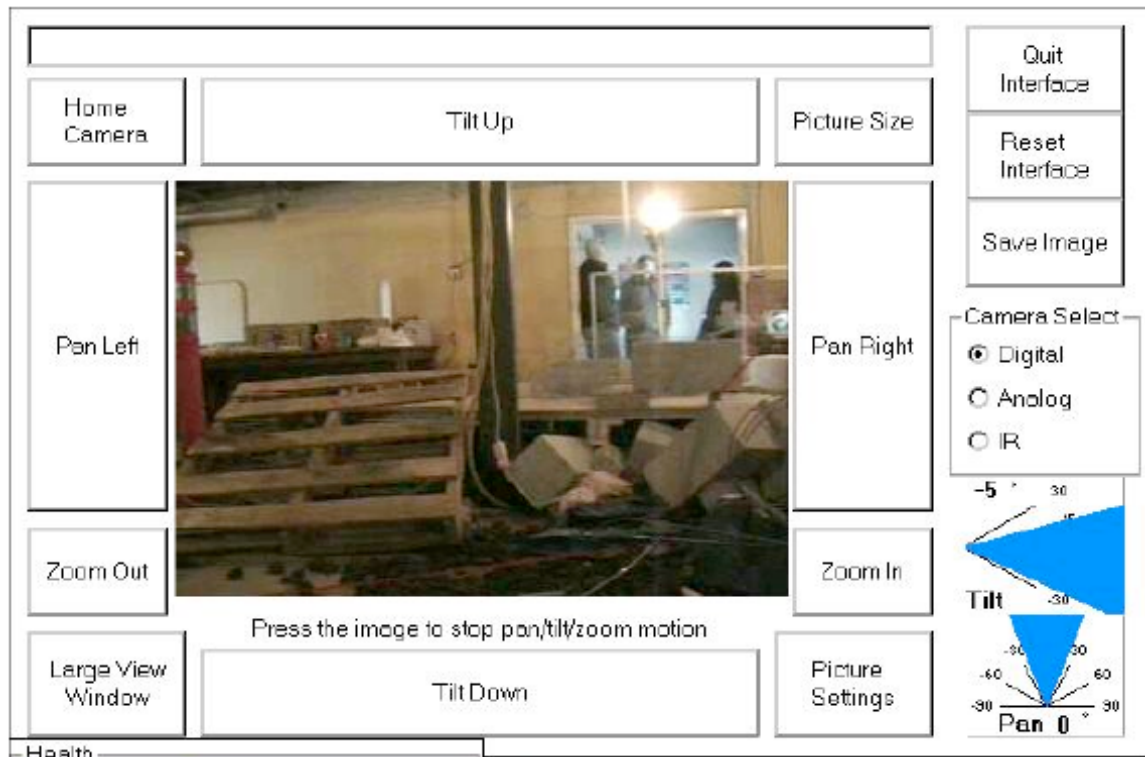 Home
Camera
Tilt Up
Picture Size
Quit
Interface
Reset
Interface
Save Image
Pan Left
Pan Right
Camera Select
Digital
Analog
IR
-5 °
30
15
Zoom Out
Zoom In
Tilt
-30
Press the image to stop pan/tilt/zoom motion
Large View
Window
Tilt Down
Picture
Settings
-30
30
-60
60
-90
90
Pan 0 °
Health